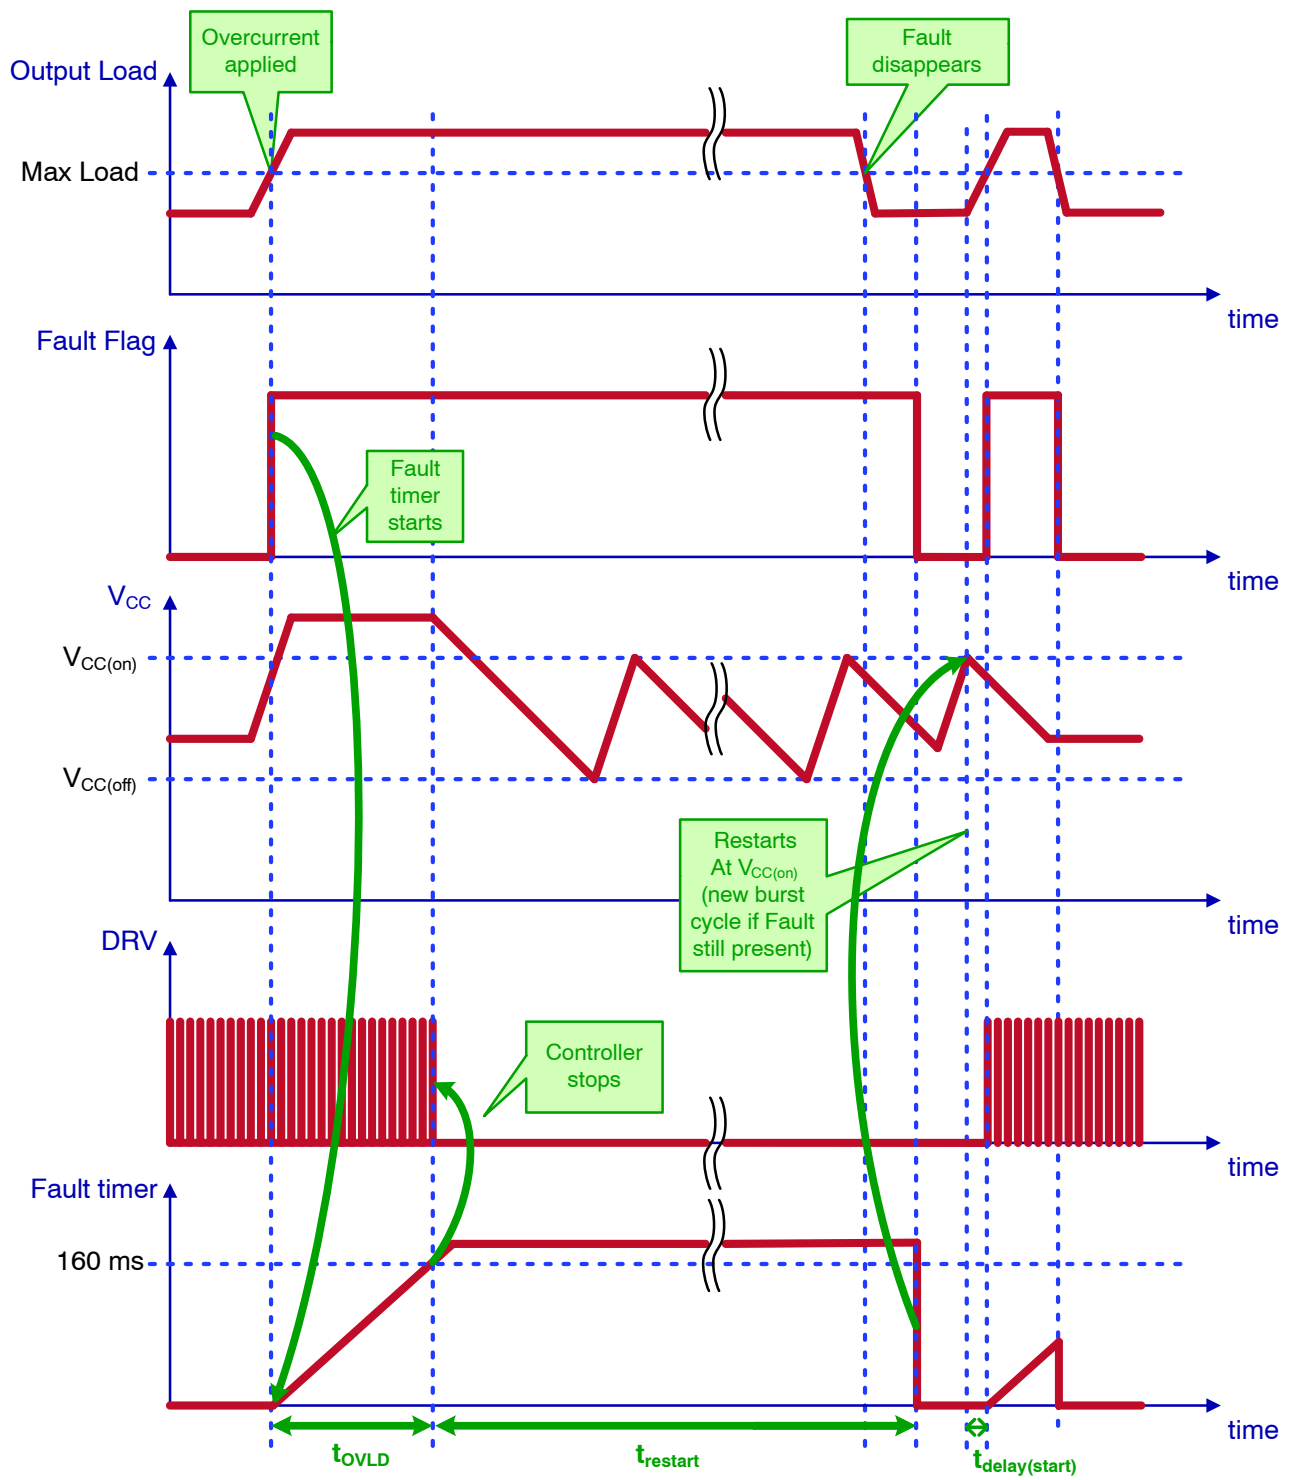 Overcurrent
applied
Fault
disappears
Output Load
Max Load
time
Fault Flag
Fault
timer
starts
time
VCC
VCC(on)
VCC(off)
Restarts
At VCC(on)
(new burst
cycle if Fault
still present)
time
DRV
Controller
stops
time
Fault timer
160 ms
time
tOVLD
trestart
tdelay(start)